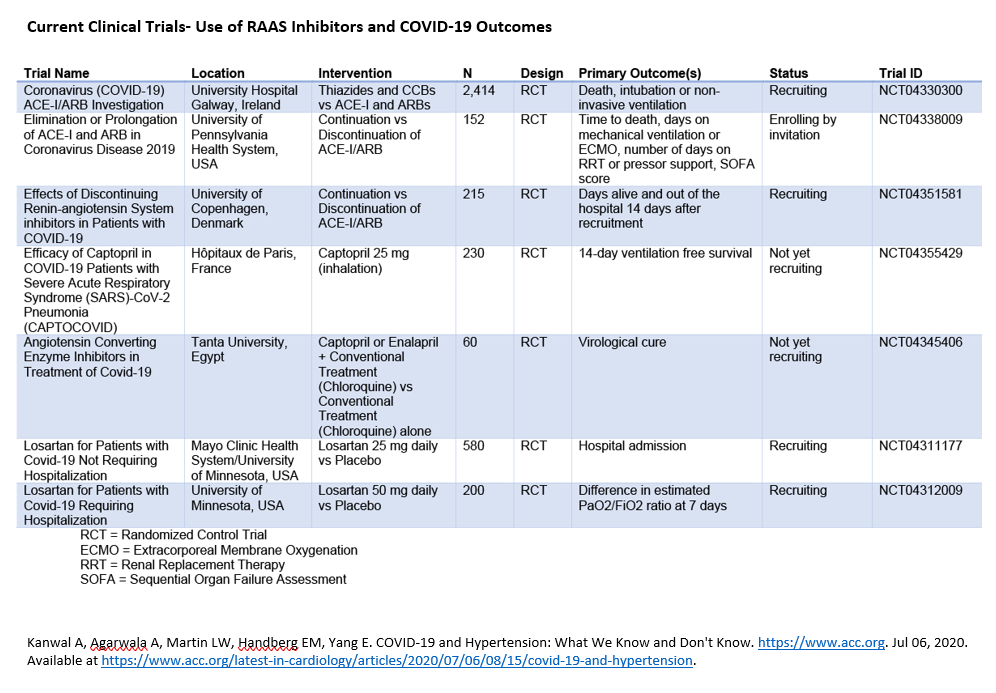 Current Clinical Trials- Use of RAAS Inhibitors and COVID-19 Outcomes
Trial Name Location Intervention N Design Primary Outcome(s) Status Trial ID
Coronavirus (COVID-19) University Hospital Thiazides and CCBs 2,414 RCT Death, intubation or non- Recruiting NCT04330300
ACE-I/ARB Investigation Galway, Ireland vs ACE-I and ARBs invasive ventilation
Elimination or Prolongation University of Continuation vs 152 RCT Time to death, days on Enrolling by NCT04338009
of ACE-I and ARB in Pennsylvania Discontinuation of mechanical ventilation or invitation
Coronavirus Disease 2019 Health System, ACE-I/ARB ECMO, number of days on
USA RRT or pressor support, SOFA
score
Effects of Discontinuing University of Continuation vs 215 RCT Days alive and out of the Recruiting NCT04351581
Renin-angiotensin System Copenhagen, Discontinuation of hospital 14 days after
inhibitors in Patients with Denmark ACE-I/ARB recruitment
COVID-19
Efficacy of Captopril in Hôpitaux de Paris, Captopril 25 mg 230 RCT 14-day ventilation free survival Not yet NCT04355429
COVID-19 Patients with France (inhalation) recruiting
Severe Acute Respiratory
Syndrome (SARS)-CoV-2
Pneumonia
(CAPTOCOVID)
Angiotensin Converting Tanta University, Captopril or Enalapril 60 RCT Virological cure Not yet NCT04345406
Enzyme Inhibitors in Egypt + Conventional recruiting
Treatment of Covid-19 Treatment
(Chloroquine) vs
Conventional
Treatment
(Chloroquine) alone
Losartan for Patients with Mayo Clinic Health Losartan 25 mg daily 580 RCT Hospital admission Recruiting NCT04311177
Covid-19 Not Requiring System/University vs Placebo
Hospitalization of Minnesota, USA
Losartan for Patients with University of Losartan 50 mg daily 200 RCT Difference in estimated Recruiting NCT04312009
Covid-19 Requiring Minnesota, USA vs Placebo PaO2/FiO2 ratio at 7 days
Hospitalization
RCT = Randomized Control Trial
ECMO = Extracorporeal Membrane Oxygenation
RRT = Renal Replacement Therapy
SOFA = Sequential Organ Failure Assessment
Kanwal A, Agarwala A, Martin LW, Handberg EM, Yang E. COVID-19 and Hypertension: What We Know and Don't Know. https://www.acc.org. Jul 06, 2020.
Available at https://www.acc.org/latest-in-cardiology/articles/2020/07/06/08/15/covid-19-and-hypertension.